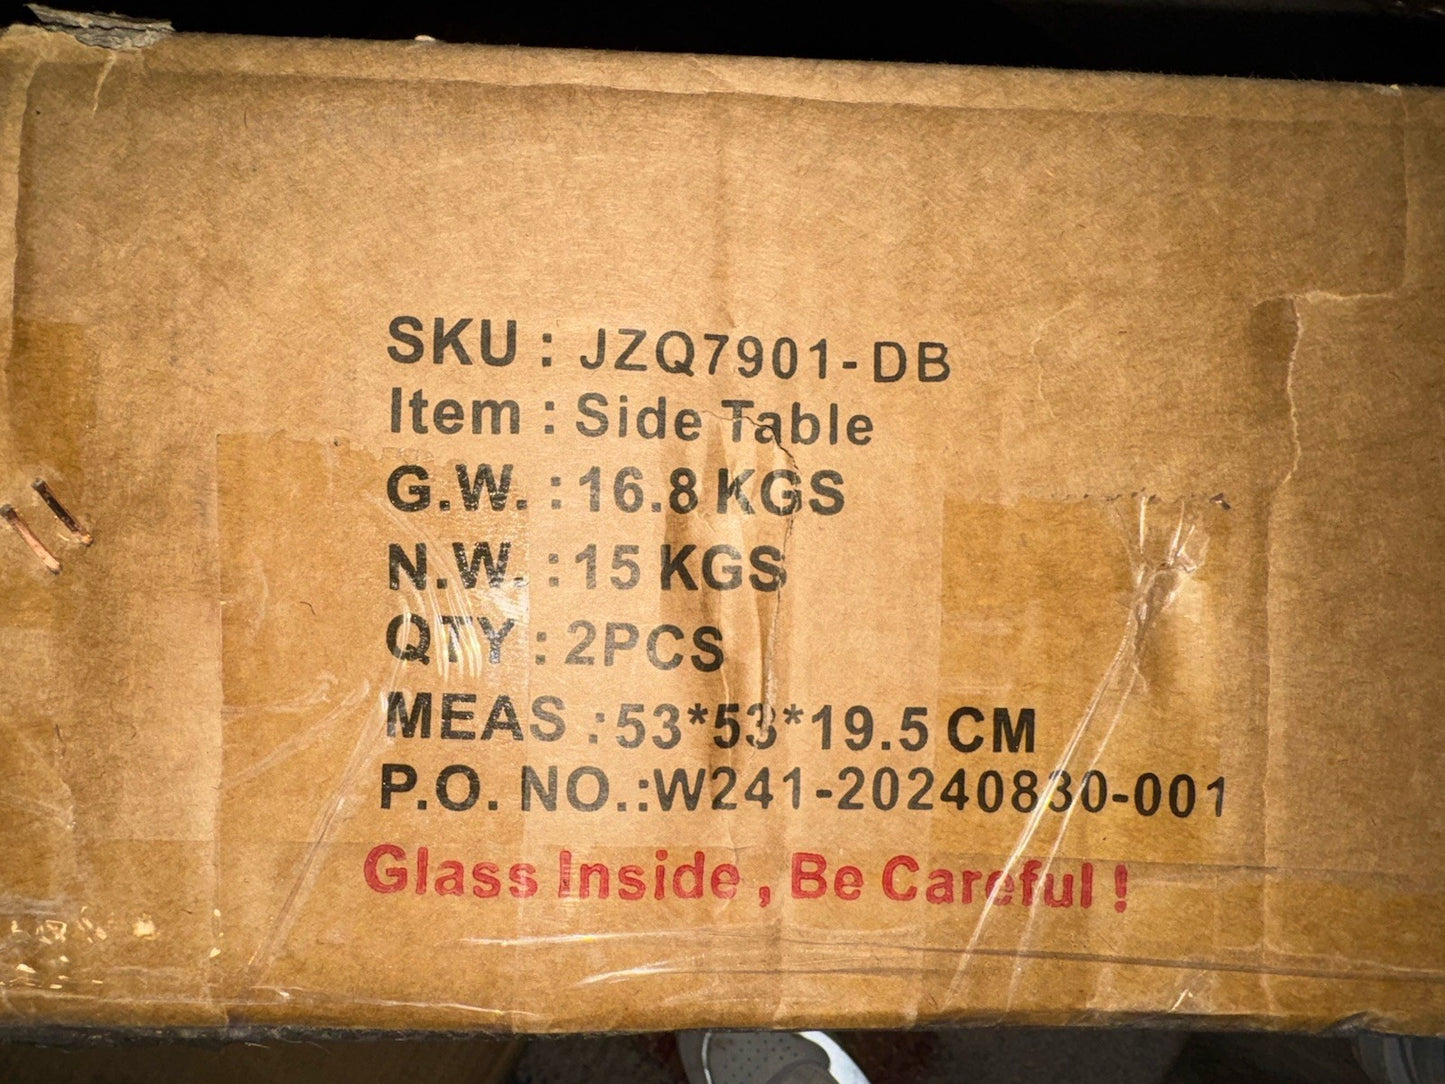 SKU : JZQ7901-DB
Item : Side Table
G.W. : 16.8 KGS
N.W. : 15 KGS
QTY : 2PCS
MEAS : 53*53*19.5 CM
P.O. NO.:W241-20240830-001
Glass Inside , Be Careful !